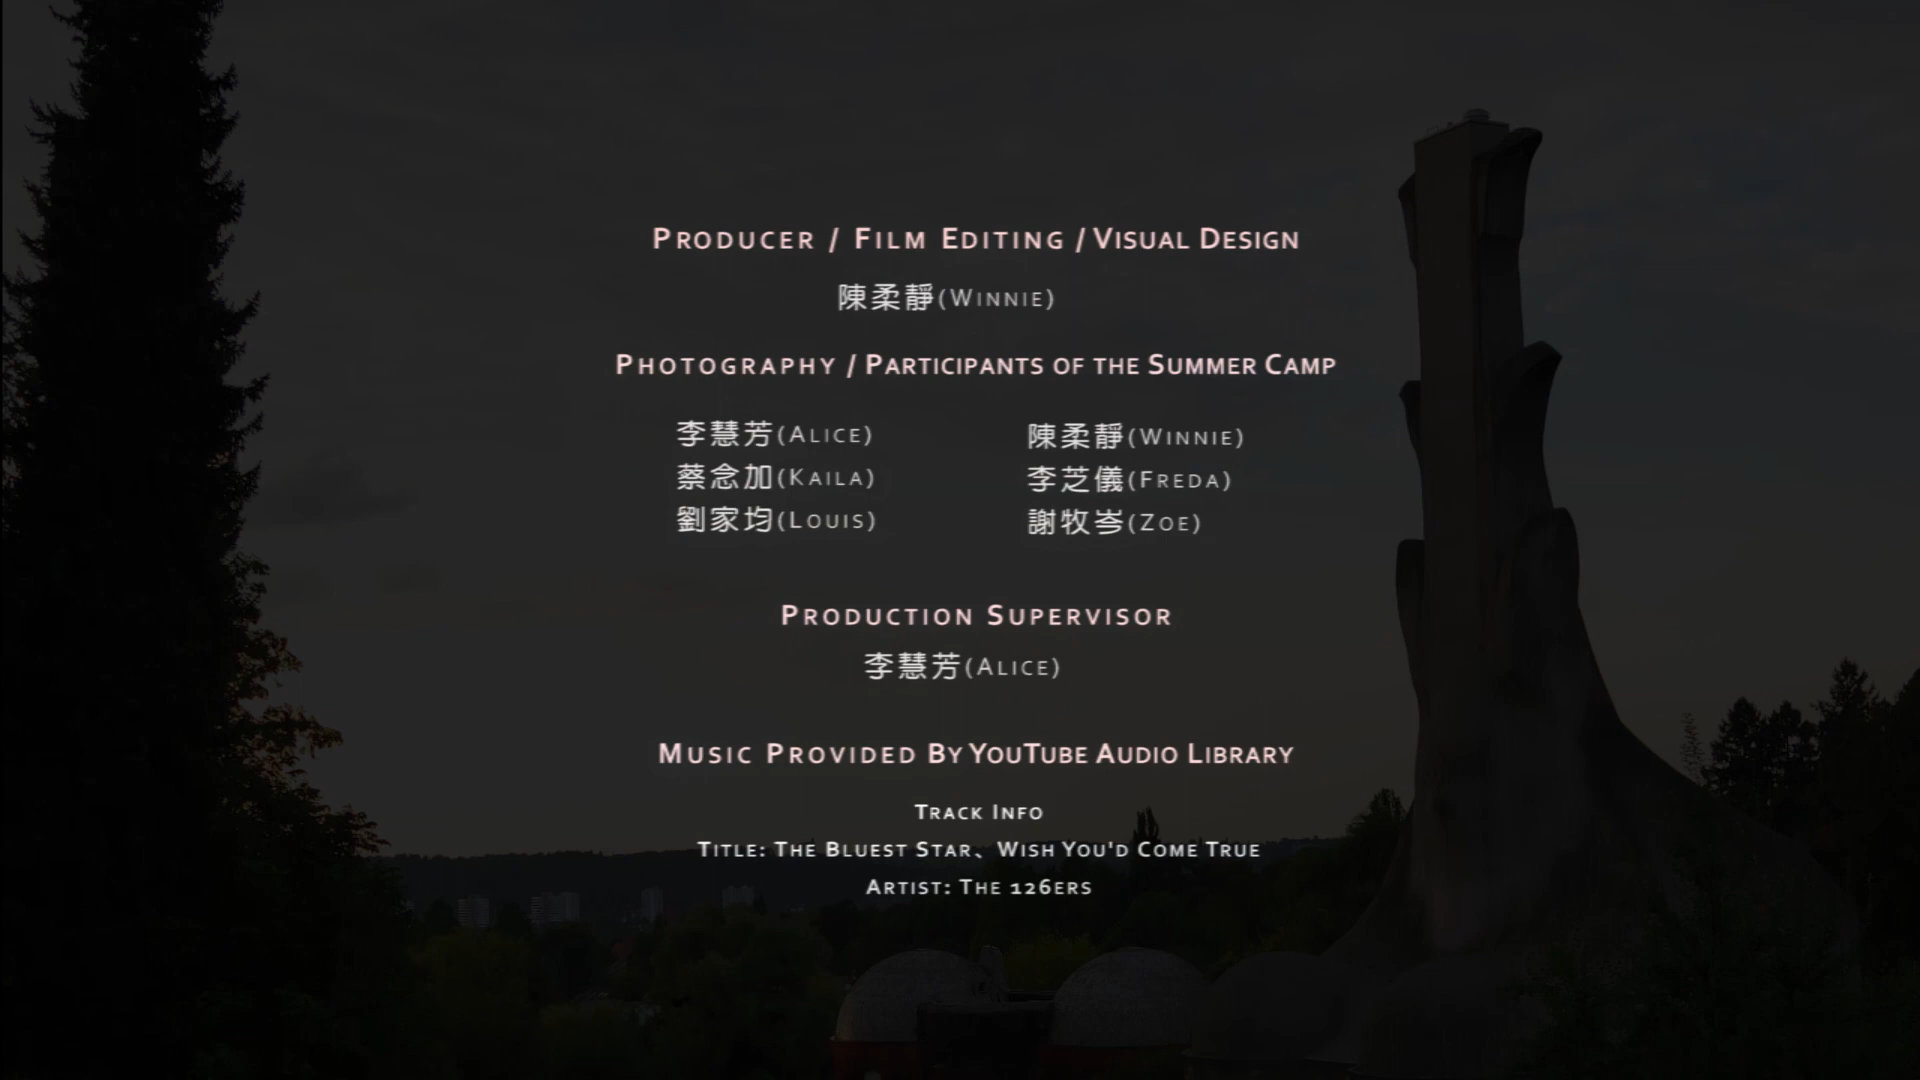 Producer / Film Editing / Visual Design
陳柔靜(Winnie)
Photography / Participants of the Summer Camp
李慧芳(Alice)
陳柔靜(Winnie)
蔡念加(Kaila)
李芝儀(Freda)
劉家均(Louis)
謝牧岑(Zoe)
Production Supervisor
李慧芳(Alice)
Music Provided By YouTube Audio Library
Track Info
Title: The Bluest Star、Wish You'd Come True
Artist: The 126ers